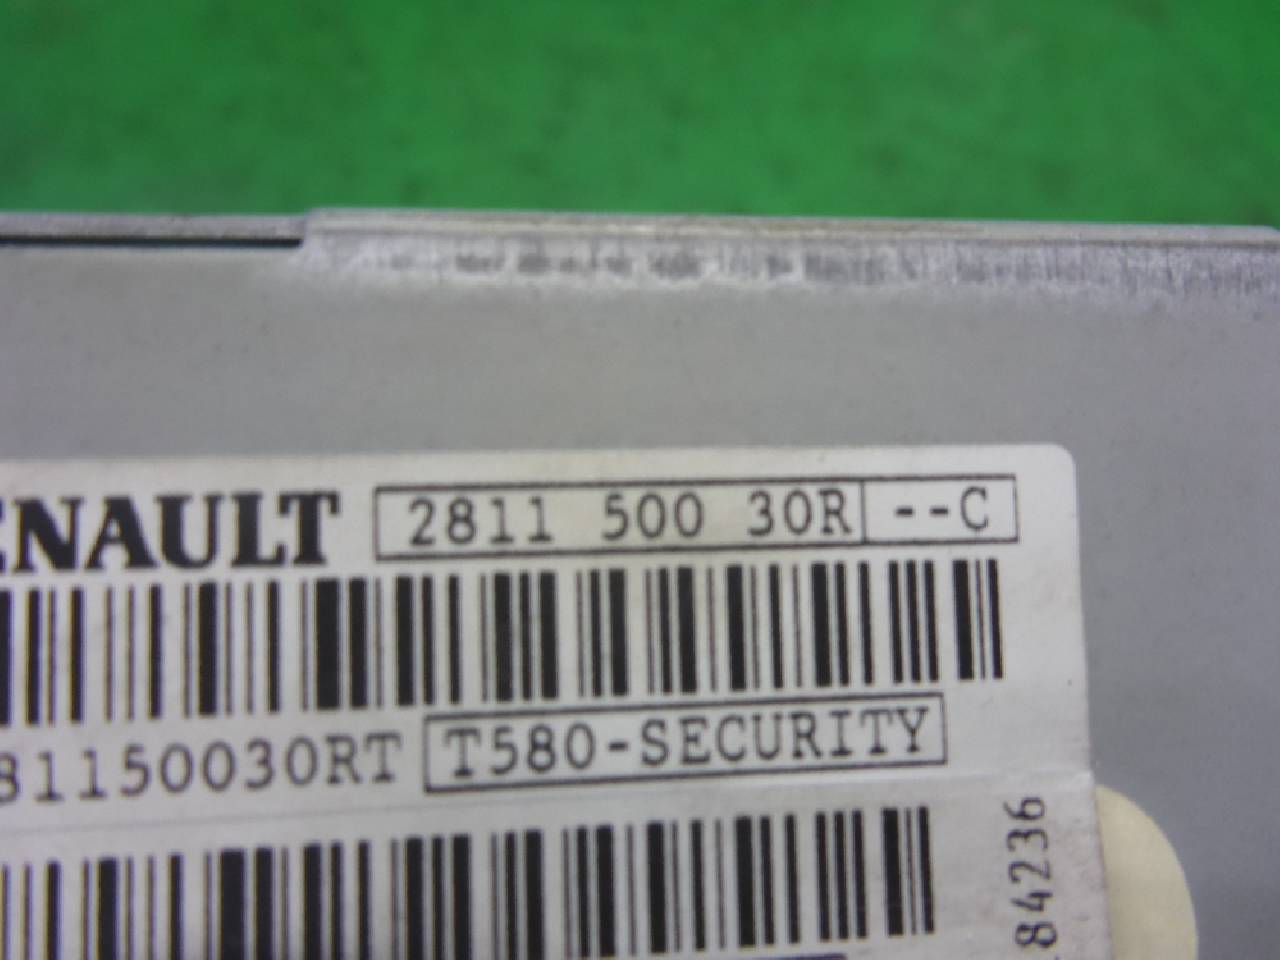 ENAULT 2811 500 30R --C
81150030RT T580-SECURITY
84236